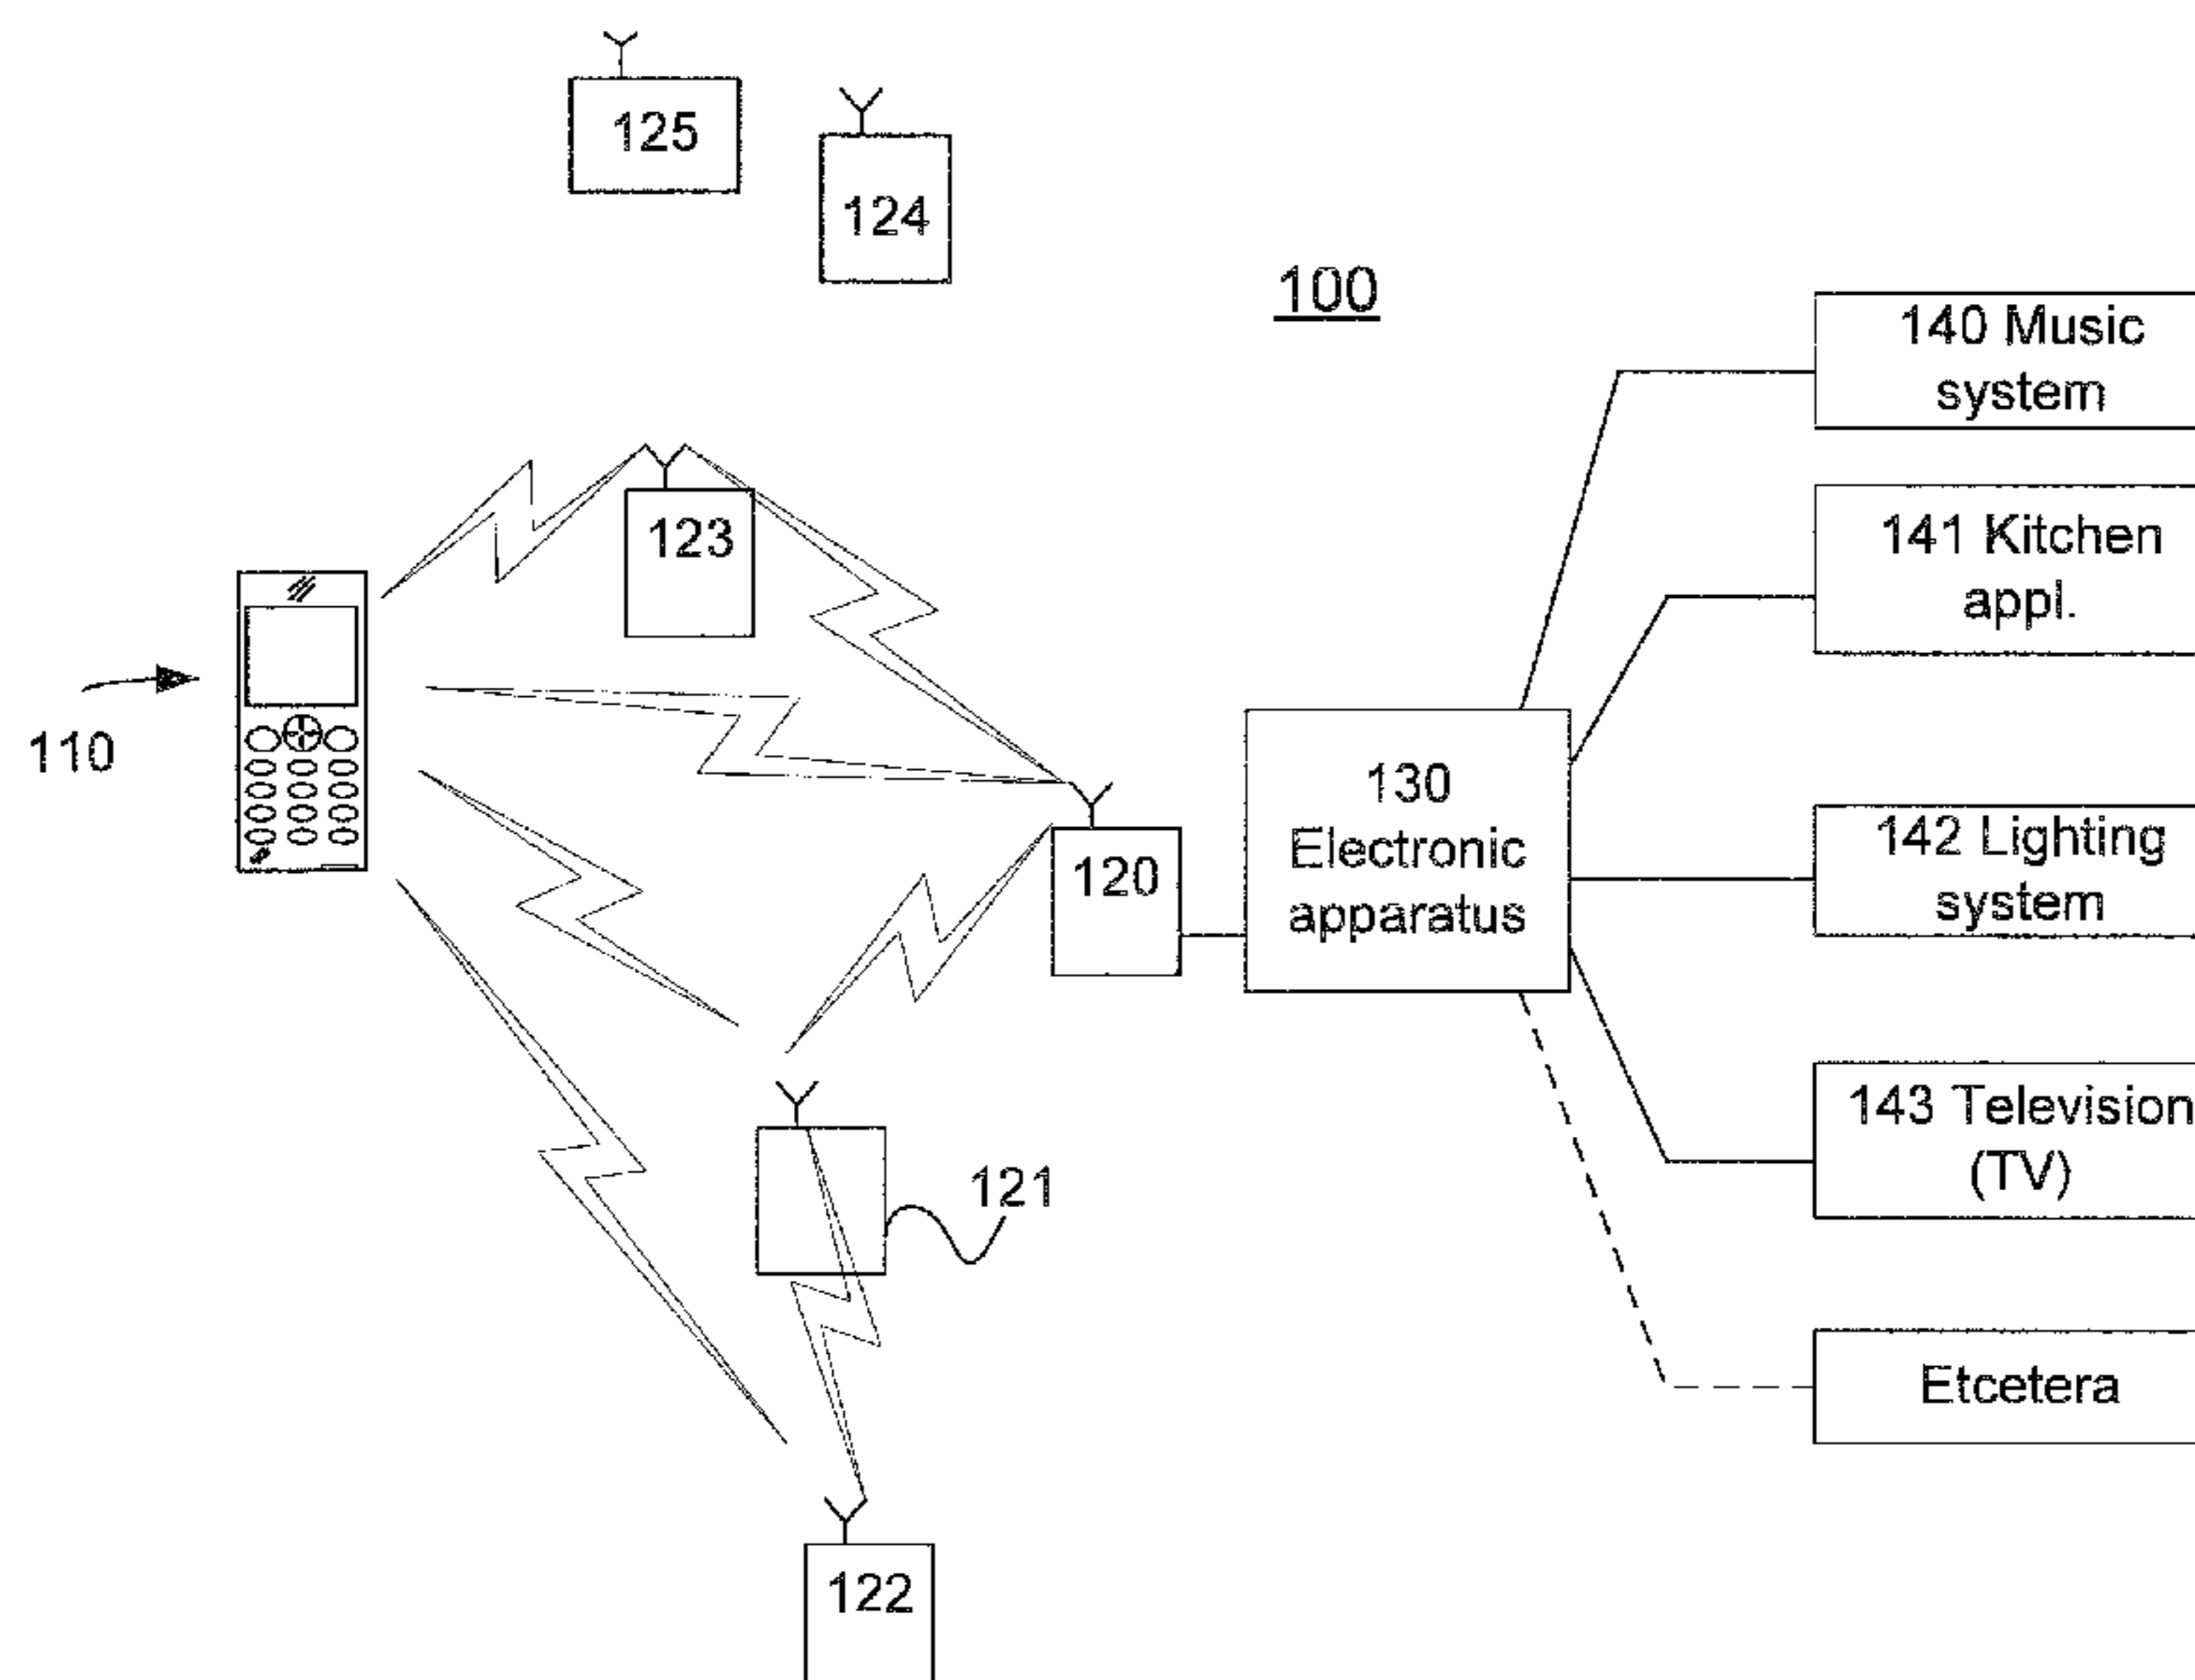 125
124
100
140 Music
system
123
141 Kitchen
appl.
110
130
Electronic
apparatus
120
142 Lighting
system
143 Television
(TV)
121
Etcetera
122